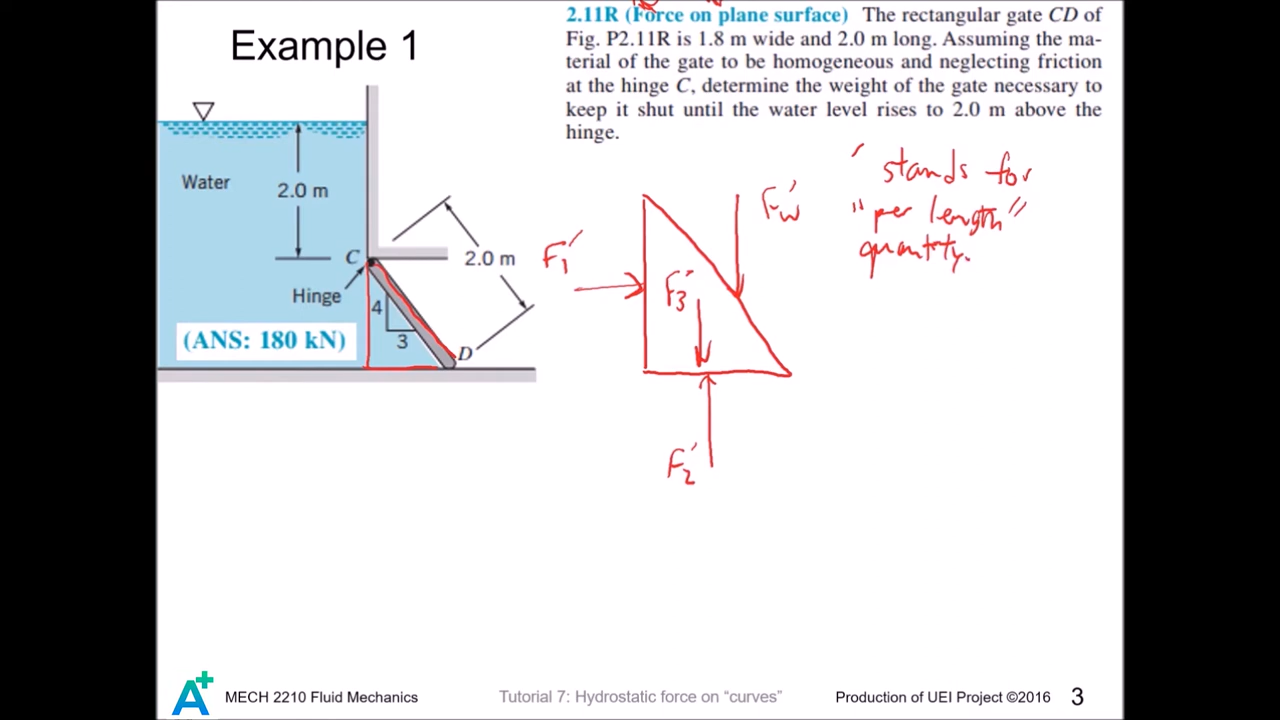 Example 1
2.11R (Force on plane surface) The rectangular gate CD of
Fig. P2.11R is 1.8 m wide and 2.0 m long. Assuming the ma-
terial of the gate to be homogeneous and neglecting friction
at the hinge C, determine the weight of the gate necessary to
keep it shut until the water level rises to 2.0 m above the
hinge.
Water
2.0 m
C
2.0 m
Hinge
4
3
D
(ANS: 180 kN)
F₁′
F₃′
Fw′
F₂′
′ stands for
"per length"
quantity.
A+
MECH 2210 Fluid Mechanics
Tutorial 7: Hydrostatic force on “curves”
Production of UEI Project ©2016
3